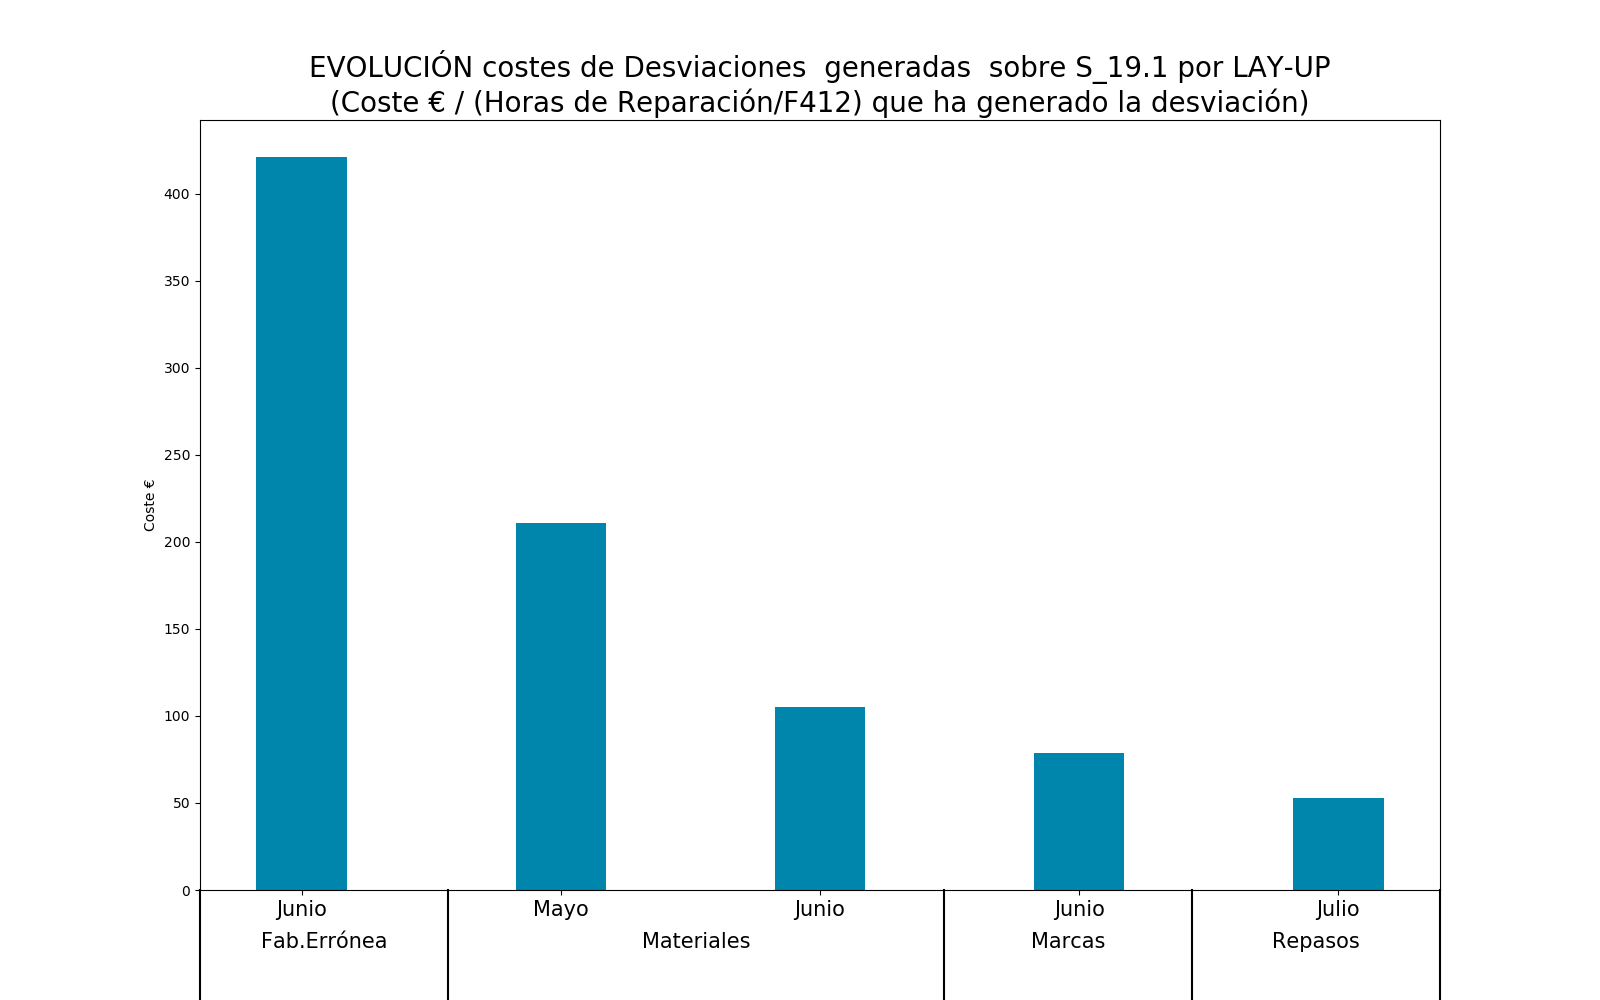 EVOLUCIÓN costes de Desviaciones  generadas  sobre S_19.1 por LAY-UP
(Coste € / (Horas de Reparación/F412) que ha generado la desviación)
400
350
300
250
200
150
100
50
0
Coste €
Junio Mayo Junio Junio Julio
Fab.Errónea Materiales Marcas Repasos